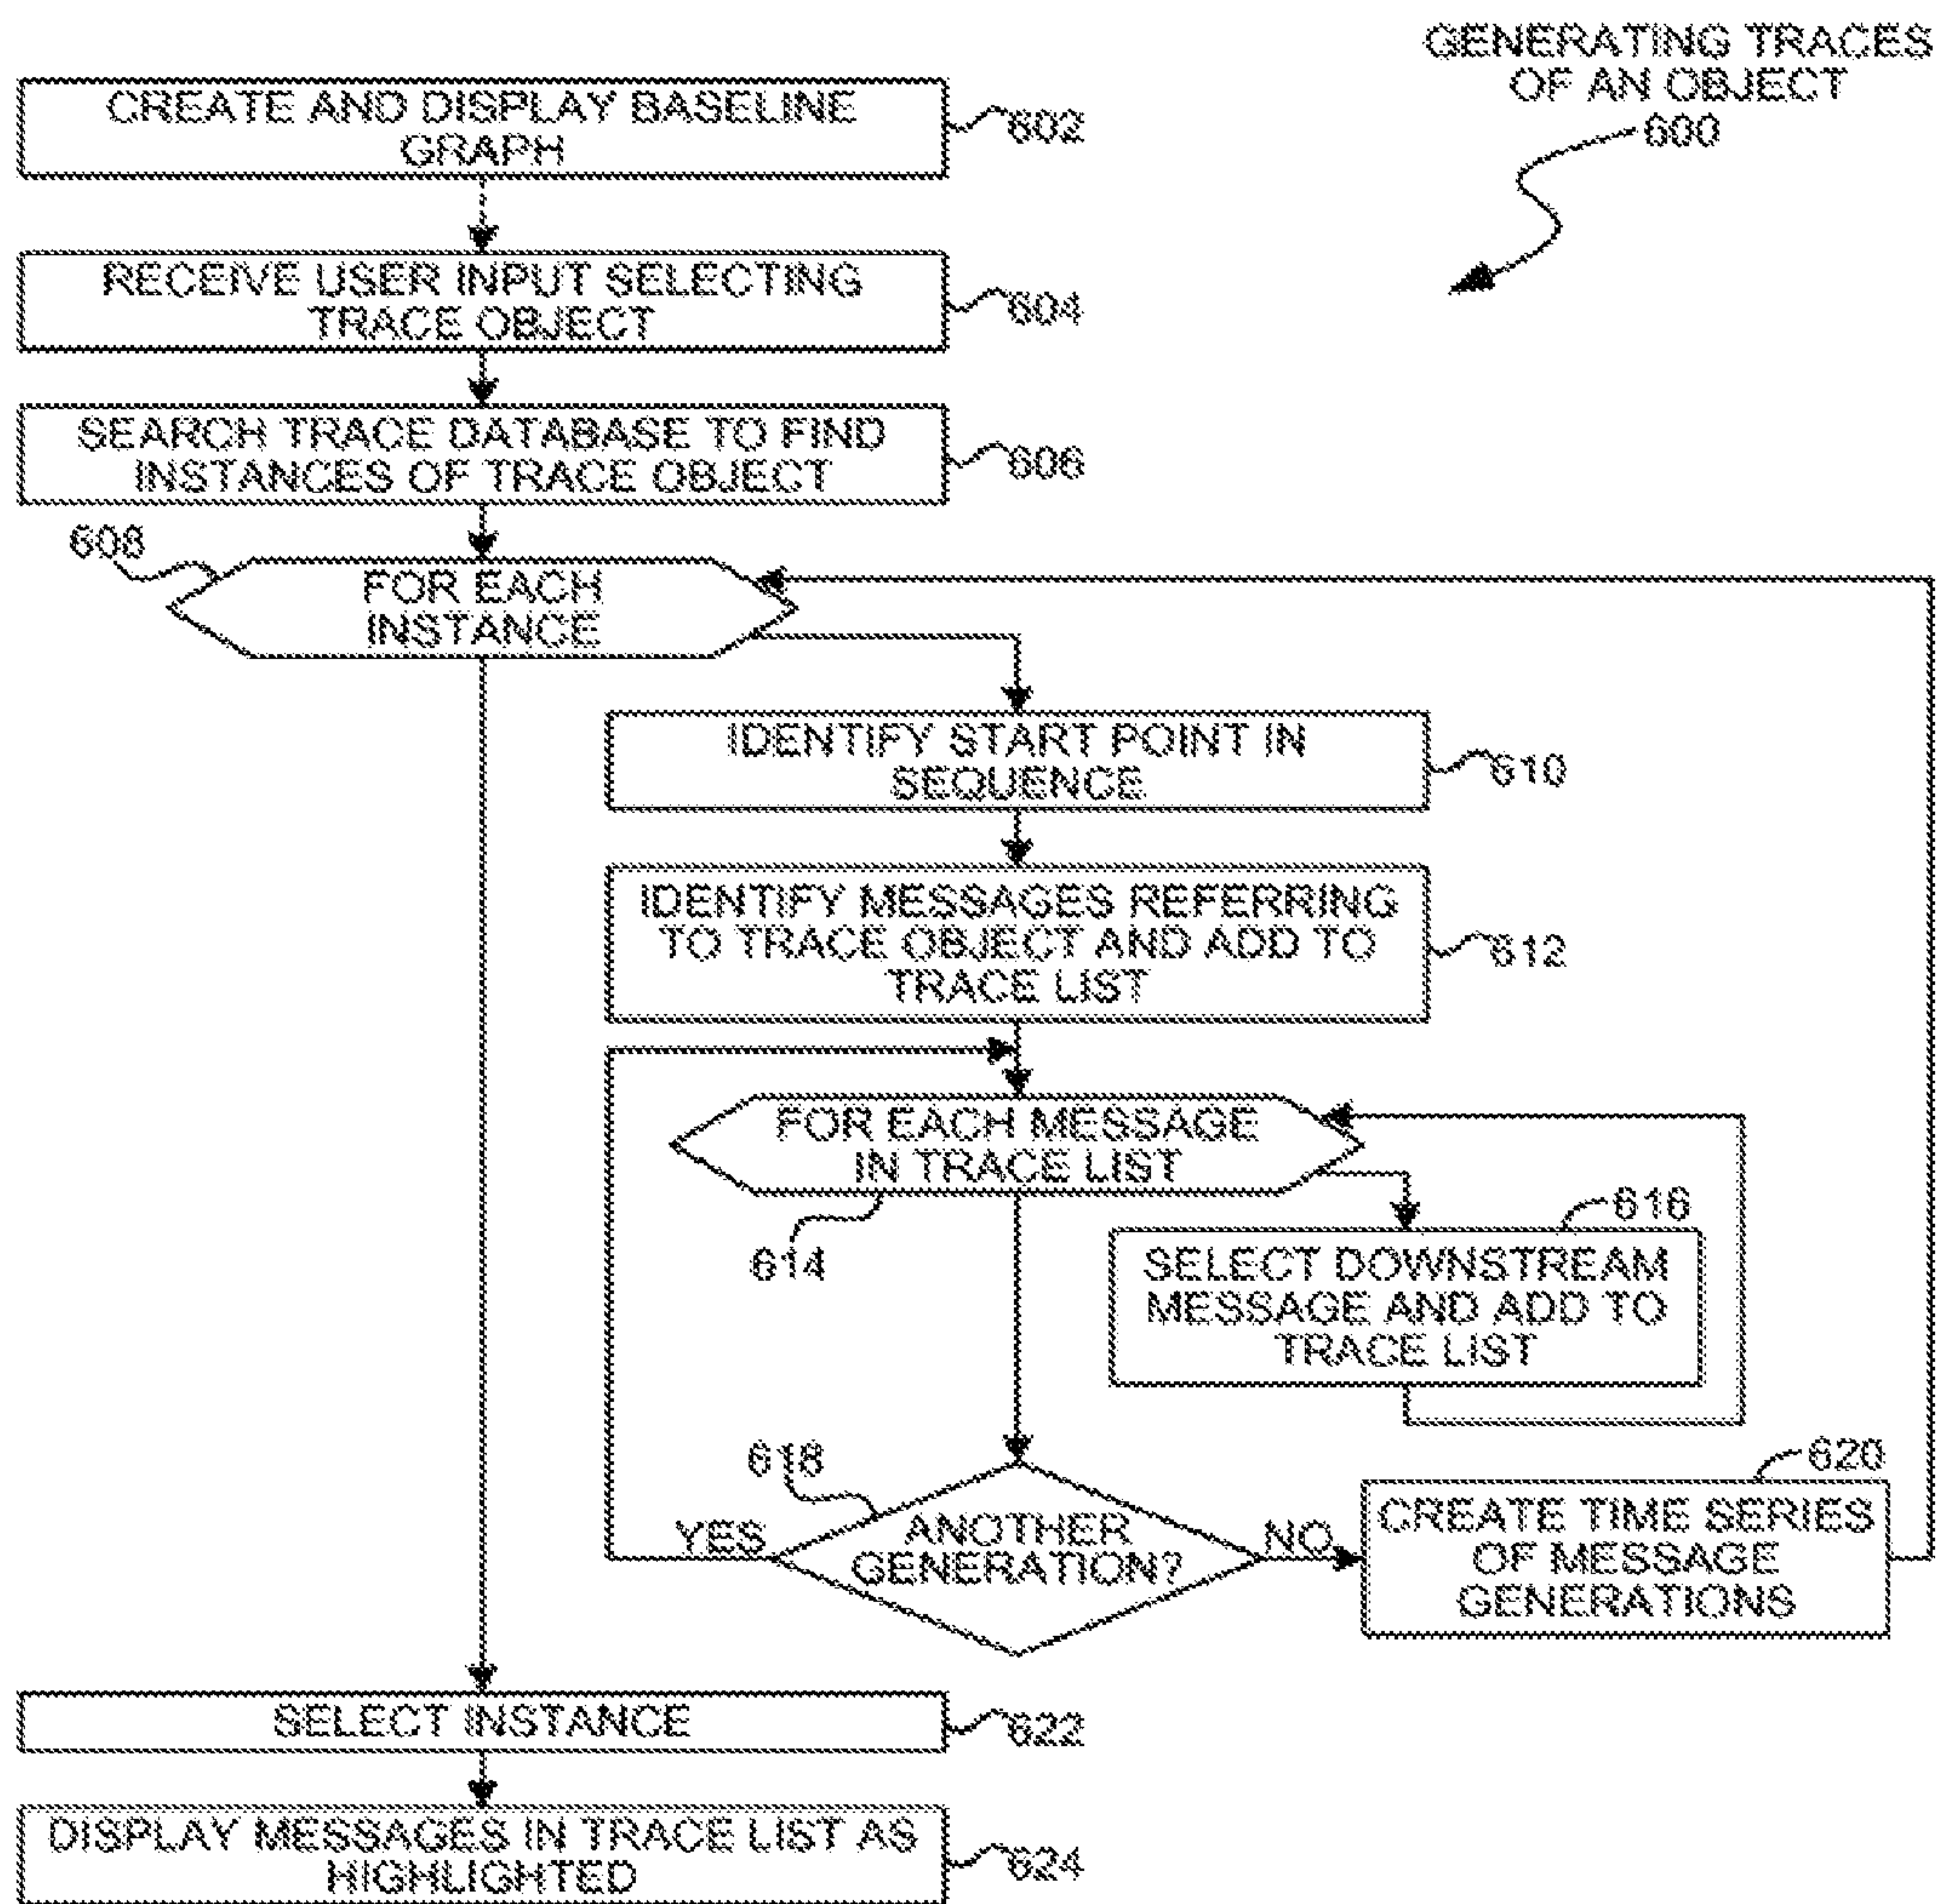 GENERATING TRACES
OF AN OBJECT
600
CREATE AND DISPLAY BASELINE
GRAPH
602
RECEIVE USER INPUT SELECTING
TRACE OBJECT
604
SEARCH TRACE DATABASE TO FIND
INSTANCES OF TRACE OBJECT
606
608
FOR EACH
INSTANCE
IDENTIFY START POINT IN
SEQUENCE
610
IDENTIFY MESSAGES REFERRING
TO TRACE OBJECT AND ADD TO
TRACE LIST
612
FOR EACH MESSAGE
IN TRACE LIST
614
616
SELECT DOWNSTREAM
MESSAGE AND ADD TO
TRACE LIST
618
ANOTHER
GENERATION?
YES
NO
620
CREATE TIME SERIES
OF MESSAGE
GENERATIONS
SELECT INSTANCE
622
DISPLAY MESSAGES IN TRACE LIST AS
HIGHLIGHTED
624